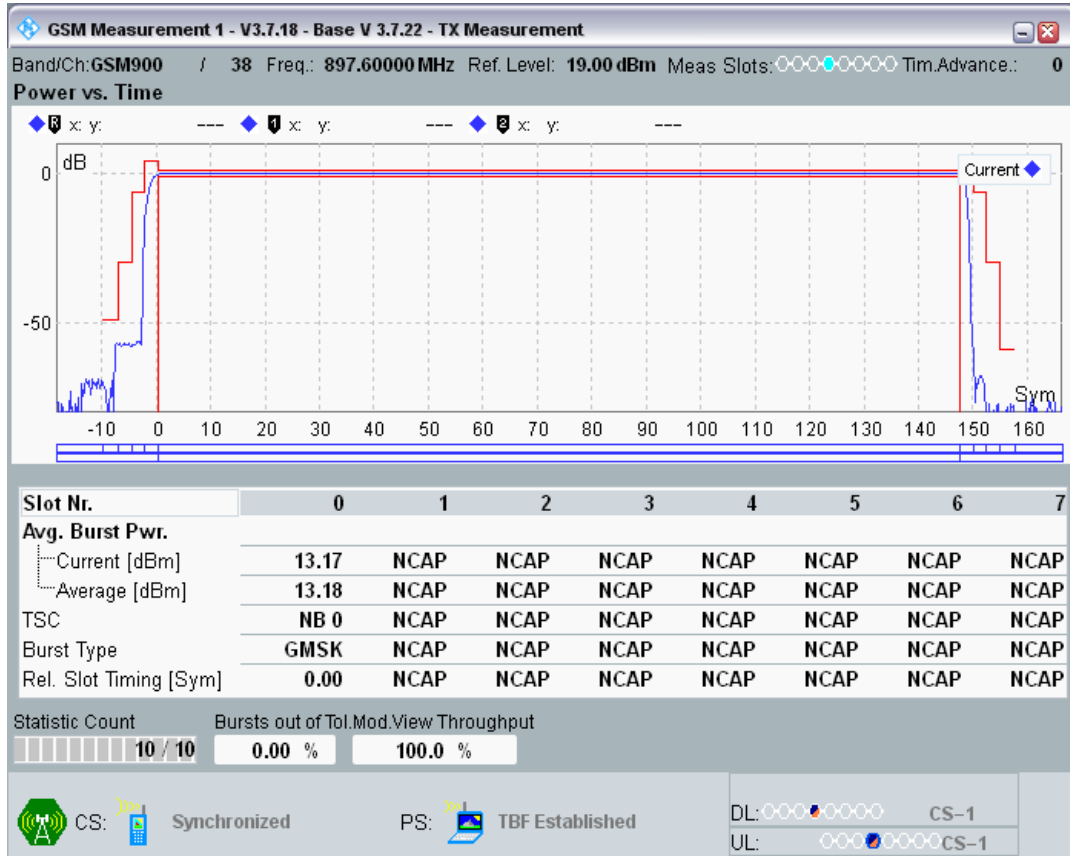 GSM Measurement 1 - V3.7.18 - Base V 3.7.22 - TX Measurement
Band/Ch:GSM900 / 38 Freq.: 897.60000 MHz Ref. Level: 19.00 dBm Meas Slots: Tim.Advance.: 0
Power vs. Time
R x: y: --- 1 x: y: --- 2 x: y: ---
dB
Current
0
-50
Sym
-10 0 10 20 30 40 50 60 70 80 90 100 110 120 130 140 150 160
Slot Nr. 0 1 2 3 4 5 6 7
Avg. Burst Pwr.
Current [dBm] 13.17 NCAP NCAP NCAP NCAP NCAP NCAP NCAP
Average [dBm] 13.18 NCAP NCAP NCAP NCAP NCAP NCAP NCAP
TSC NB 0 NCAP NCAP NCAP NCAP NCAP NCAP NCAP
Burst Type GMSK NCAP NCAP NCAP NCAP NCAP NCAP NCAP
Rel. Slot Timing [Sym] 0.00 NCAP NCAP NCAP NCAP NCAP NCAP NCAP
Statistic Count Bursts out of Tol. Mod.View Throughput
10 / 10 0.00 % 100.0 %
CS: Synchronized PS: TBF Established DL: CS-1
UL: CS-1